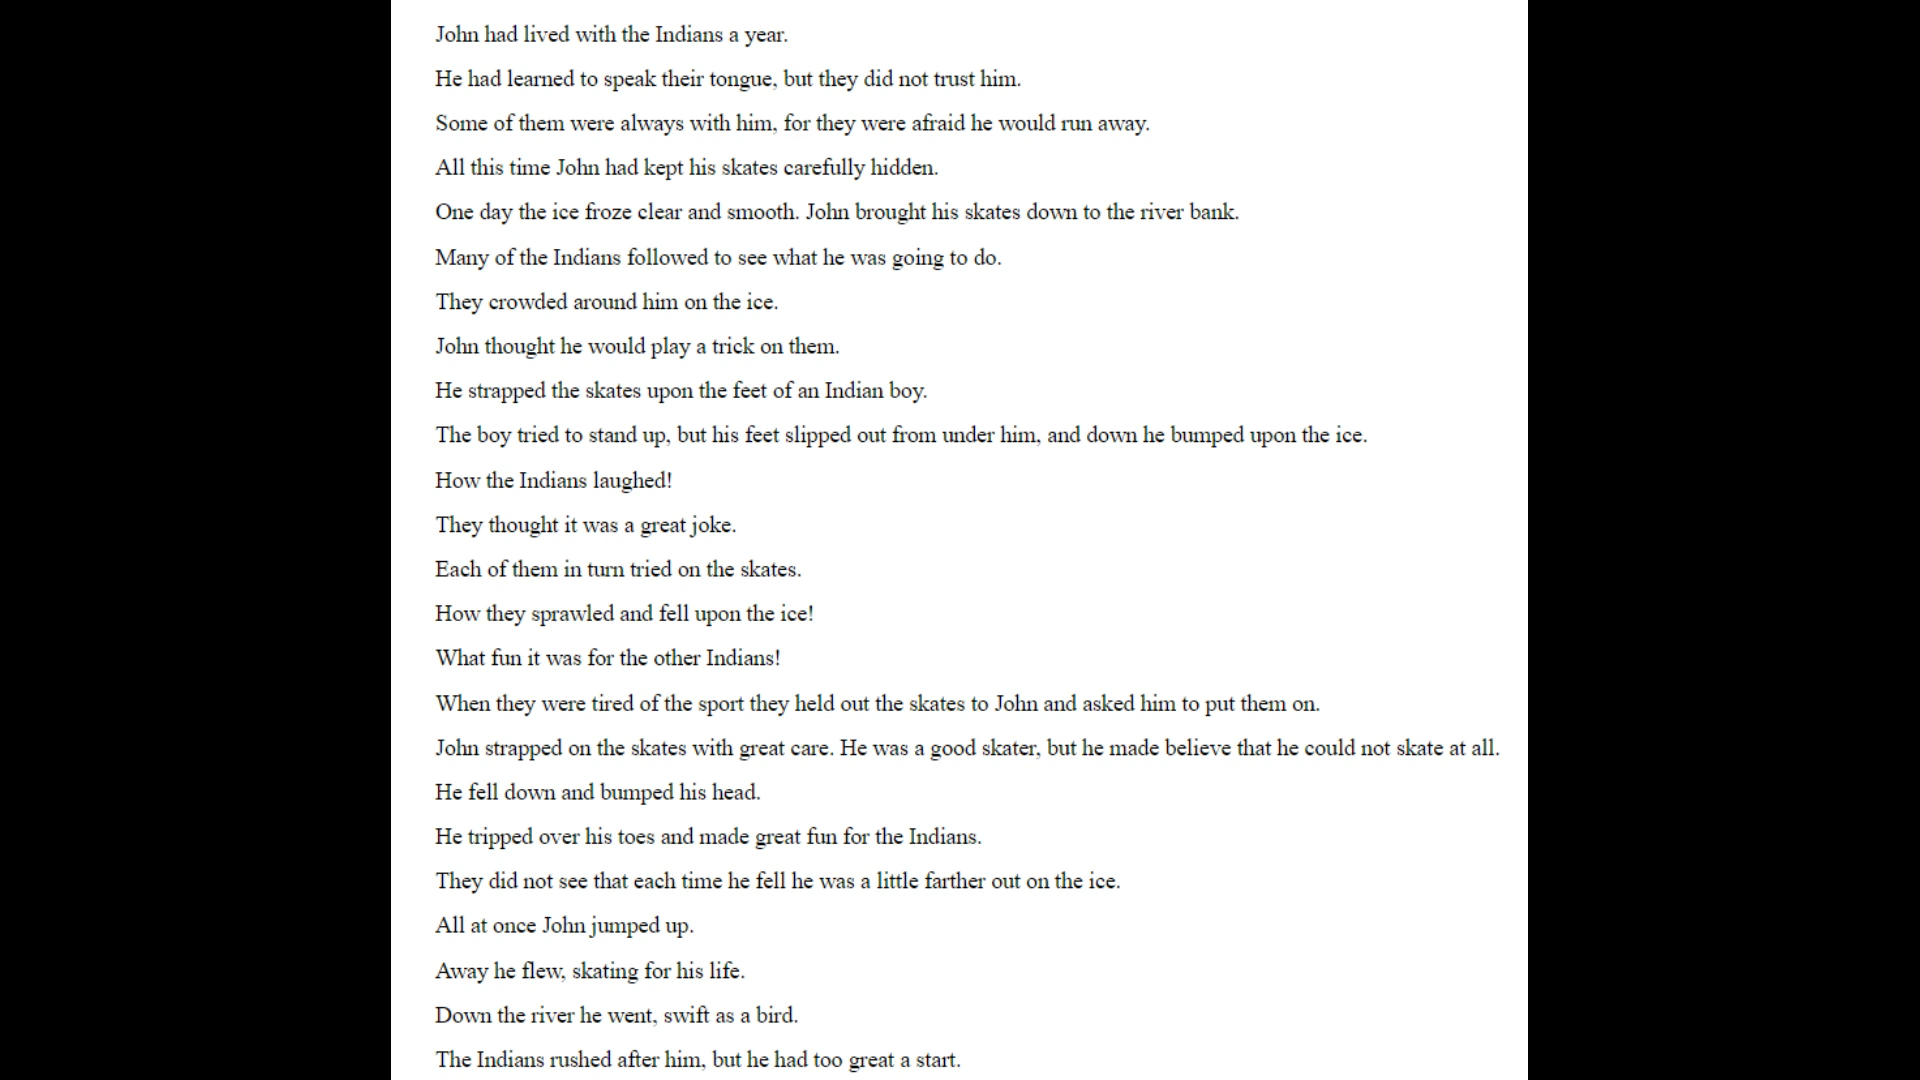 John had lived with the Indians a year.
He had learned to speak their tongue, but they did not trust him.
Some of them were always with him, for they were afraid he would run away.
All this time John had kept his skates carefully hidden.
One day the ice froze clear and smooth. John brought his skates down to the river bank.
Many of the Indians followed to see what he was going to do.
They crowded around him on the ice.
John thought he would play a trick on them.
He strapped the skates upon the feet of an Indian boy.
The boy tried to stand up, but his feet slipped out from under him, and down he bumped upon the ice.
How the Indians laughed!
They thought it was a great joke.
Each of them in turn tried on the skates.
How they sprawled and fell upon the ice!
What fun it was for the other Indians!
When they were tired of the sport they held out the skates to John and asked him to put them on.
John strapped on the skates with great care. He was a good skater, but he made believe that he could not skate at all.
He fell down and bumped his head.
He tripped over his toes and made great fun for the Indians.
They did not see that each time he fell he was a little farther out on the ice.
All at once John jumped up.
Away he flew, skating for his life.
Down the river he went, swift as a bird.
The Indians rushed after him, but he had too great a start.